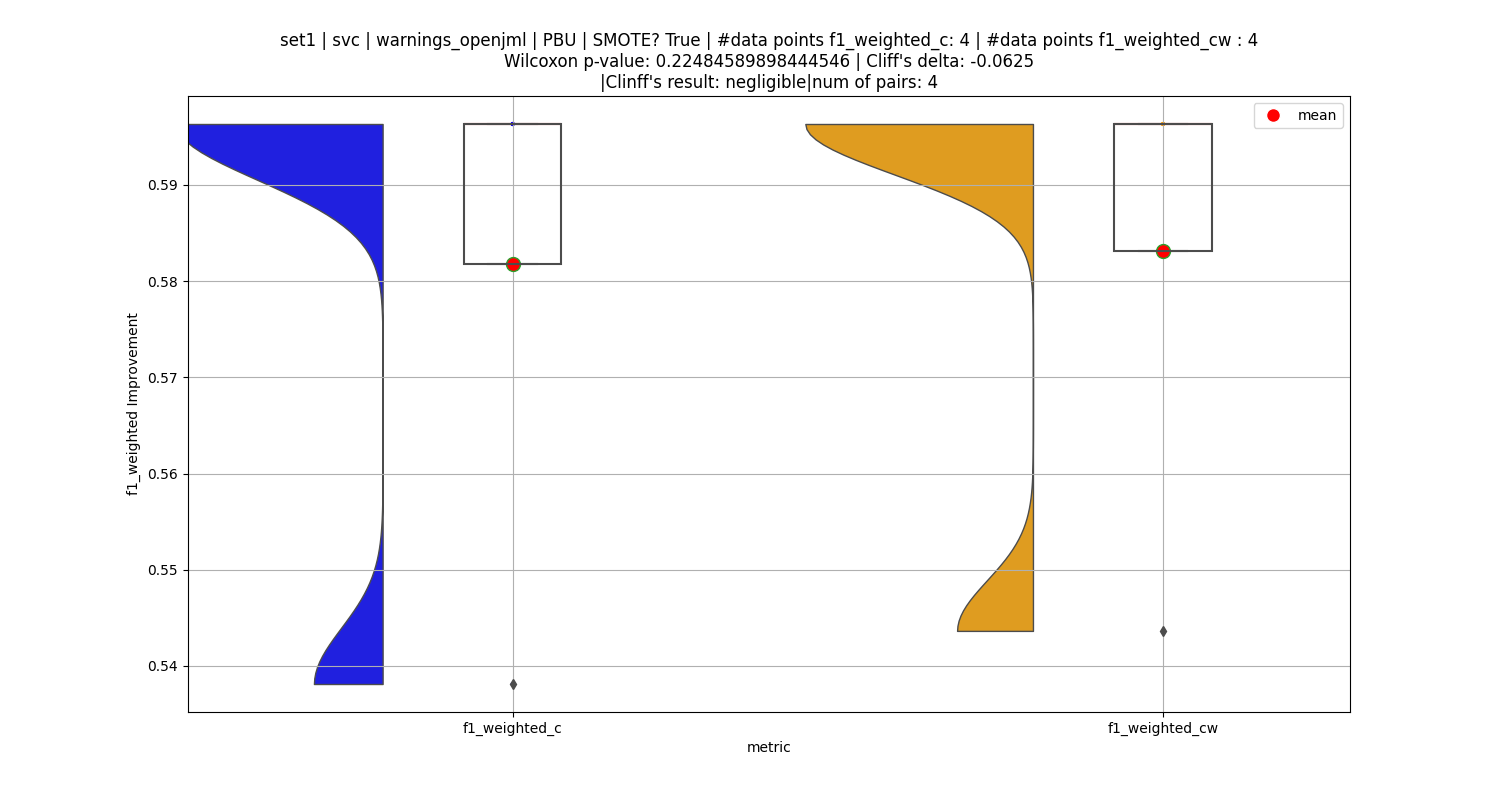 set1 | svc | warnings_openjml | PBU | SMOTE? True | #data points f1_weighted_c: 4 | #data points f1_weighted_cw : 4
Wilcoxon p-value: 0.22484589898444546 | Cliff's delta: -0.0625
|Clinff's result: negligible|num of pairs: 4
mean
0.59
0.58
0.57
0.56
0.55
0.54
f1_weighted Improvement
f1_weighted_c
f1_weighted_cw
metric